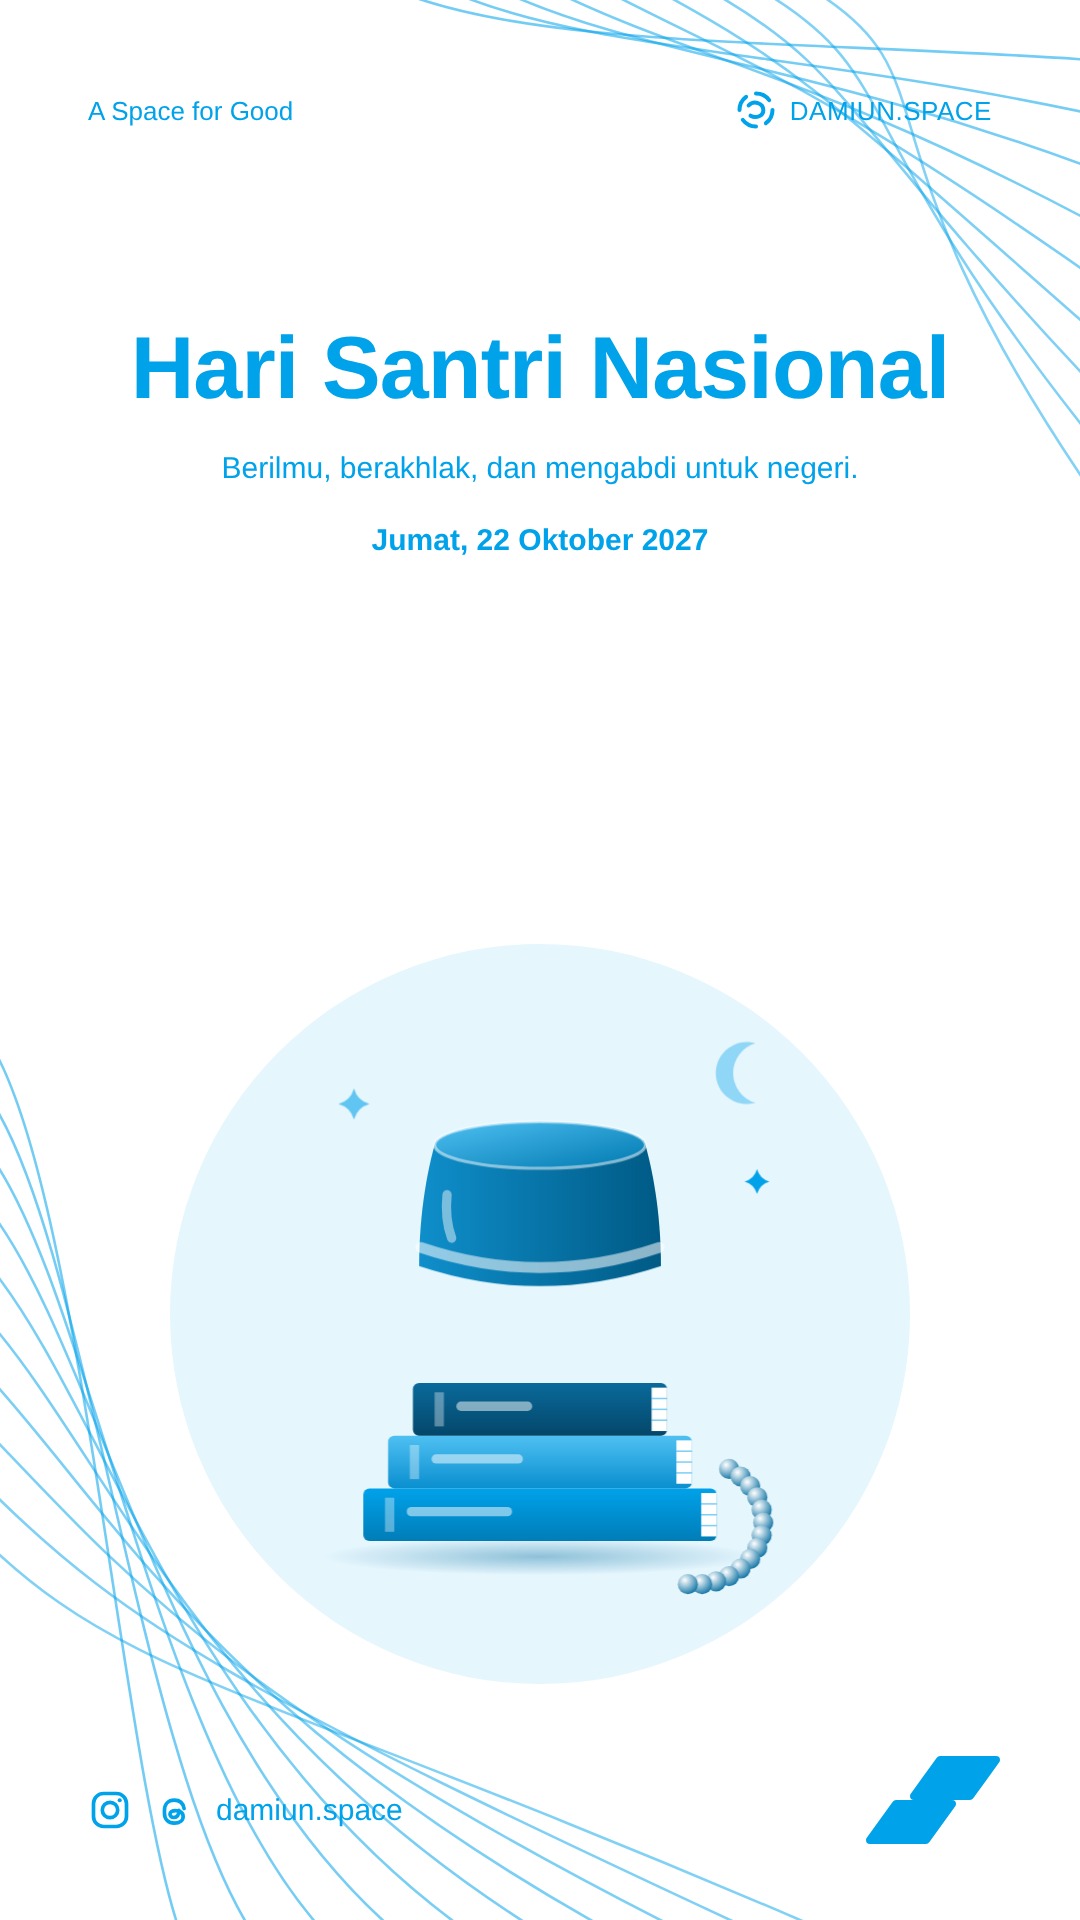 A Space for Good
DAMIUN.SPACE
Hari Santri Nasional
Berilmu, berakhlak, dan mengabdi untuk negeri.
Jumat, 22 Oktober 2027
damiun.space